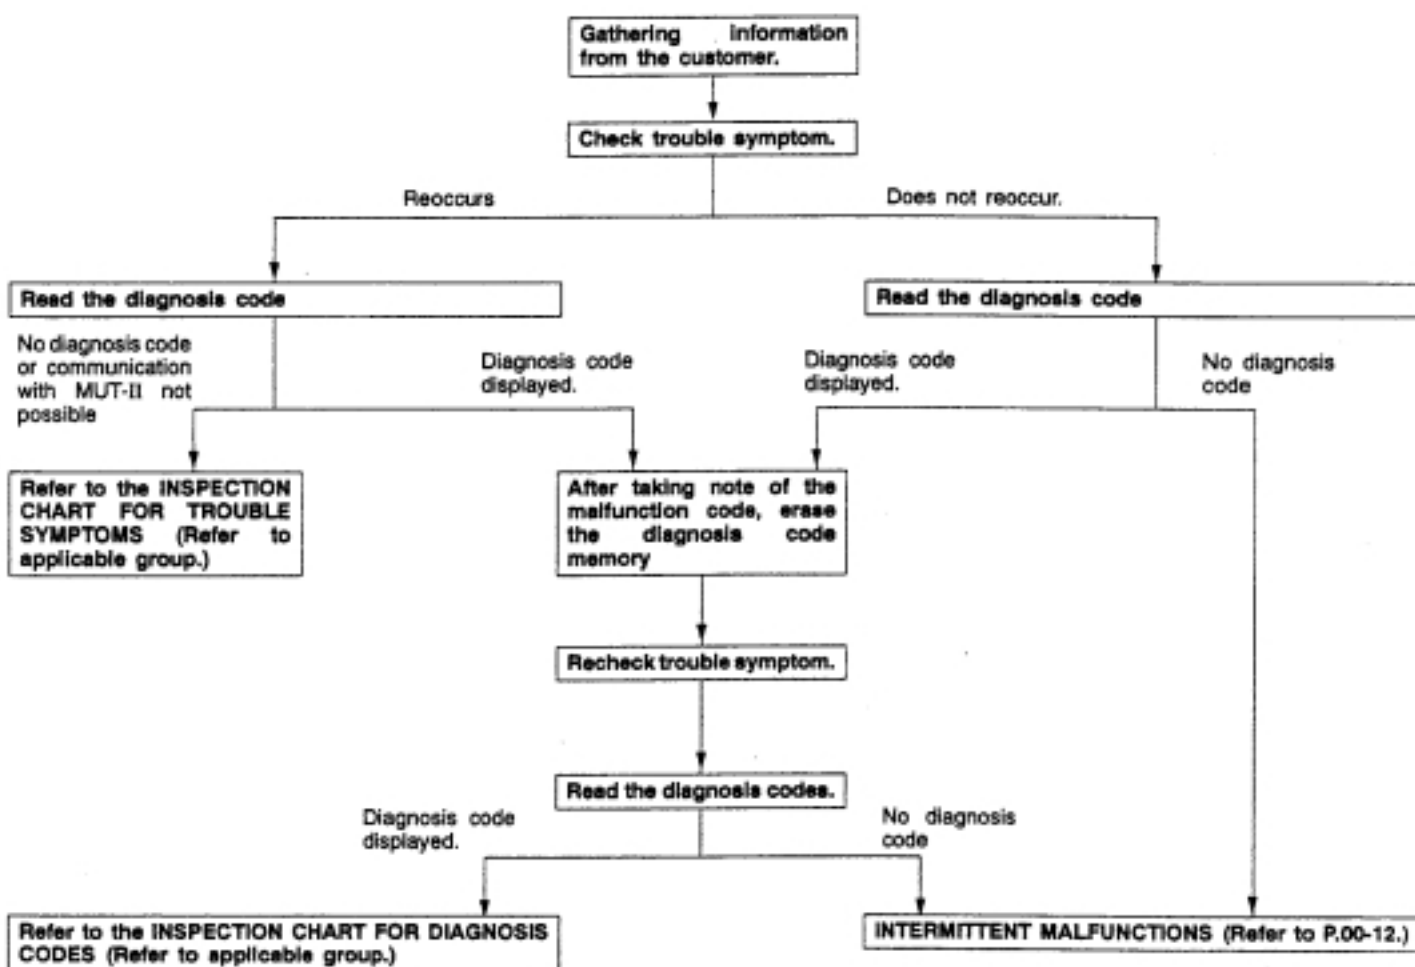 Gathering information
from the customer.
Check trouble symptom.
Reoccurs
Does not reoccur.
Read the diagnosis code
Read the diagnosis code
No diagnosis code
or communication
with MUT-II not
possible
Diagnosis code
displayed.
Diagnosis code
displayed.
No diagnosis
code
Refer to the INSPECTION
CHART FOR TROUBLE
SYMPTOMS (Refer to
applicable group.)
After taking note of the
malfunction code, erase
the diagnosis code
memory
Recheck trouble symptom.
Read the diagnosis codes.
Diagnosis code
displayed.
No diagnosis
code
Refer to the INSPECTION CHART FOR DIAGNOSIS
CODES (Refer to applicable group.)
INTERMITTENT MALFUNCTIONS (Refer to P.00-12.)